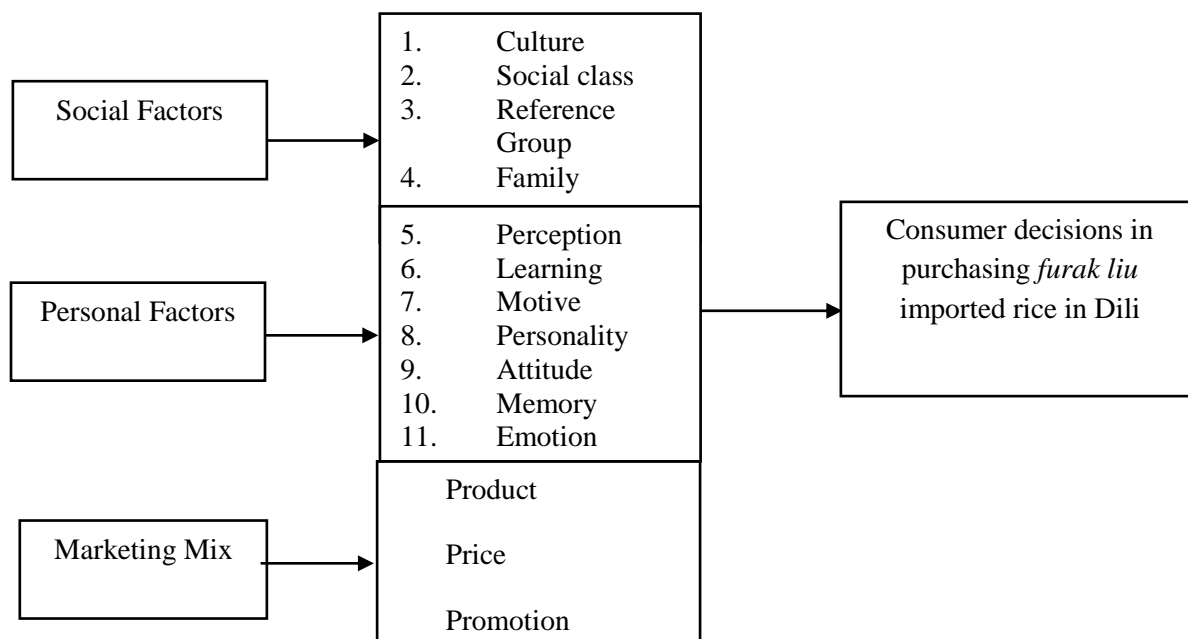 Social Factors
1. Culture
2. Social class
3. Reference
Group
4. Family
Personal Factors
5. Perception
6. Learning
7. Motive
8. Personality
9. Attitude
10. Memory
11. Emotion
Marketing Mix
Product
Price
Promotion
Consumer decisions in
purchasing furak liu
imported rice in Dili